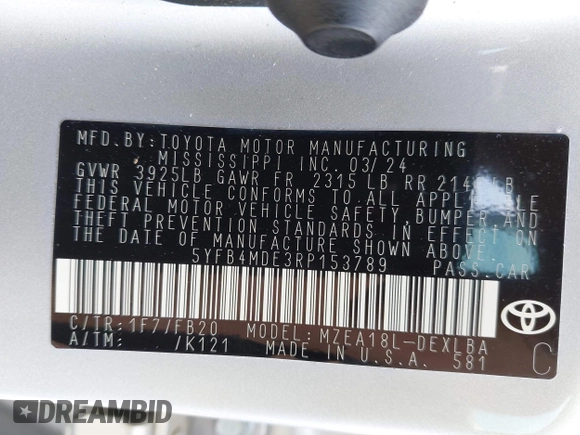 MFD.BY:TOYOTA MOTOR MANUFACTURING
MISSISSIPPI INC. 03/24
GVWR 3925LB GAWR FR 2315LB RR LB
THIS VEHICLE CONFORMS TO ALL APPLICABLE
FEDERAL MOTOR VEHICLE SAFETY, BUMPER AND
THEFT PREVENTION STANDARDS IN EFFECT ON
THE DATE OF MANUFACTURE SHOWN ABOVE.
5YFB4MDE3RP153789 PASS.CAR
C/TR:1F7/FB20 MODEL: MZEA18L-DEXLBA
A/TM: /K121 MADE IN U.S.A. 581
C
DREAMBID